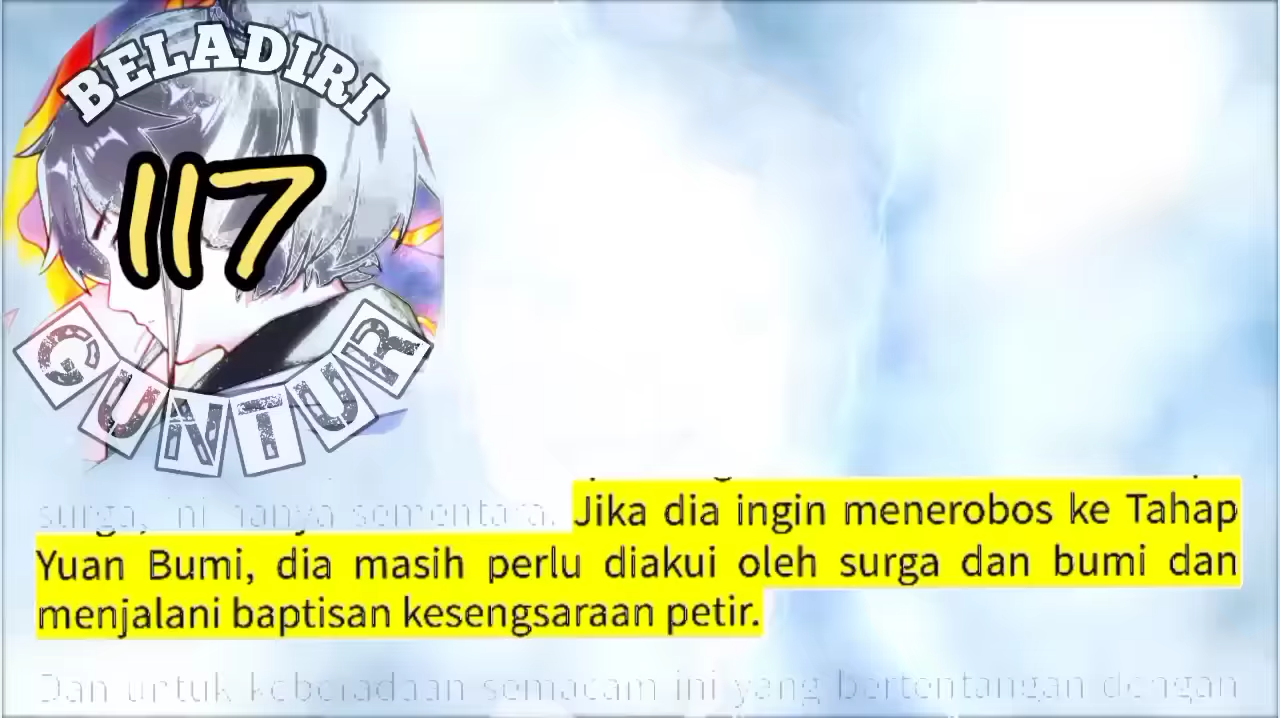 BELADIRI
117
GUNTUR
surga, ini hanya sementara. Jika dia ingin menerobos ke Tahap
Yuan Bumi, dia masih perlu diakui oleh surga dan bumi dan
menjalani baptisan kesengsaraan petir.
Dan untuk keberadaan semacam ini yang bertentangan dengan